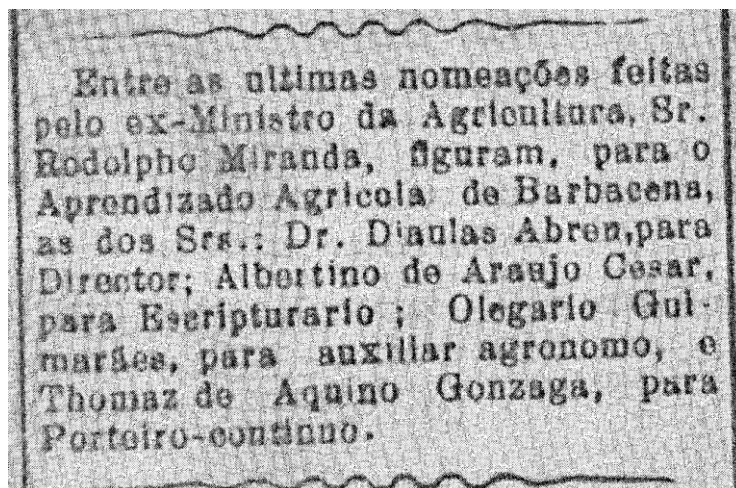 Entre as ultimas nomeações feitas
pelo ex-Ministro da Agricultura, Sr.
Rodolpho Miranda, figuram, para o
Aprendizado Agricola de Barbacena,
as dos Srs.: Dr. Diaulas Abreu,para
Director; Albertino de Araujo Cesar,
para Escripturario ; Olegario Gui-
marães, para auxiliar agronomo, e
Thomaz de Aquino Gonzaga, para
Porteiro-continuo.